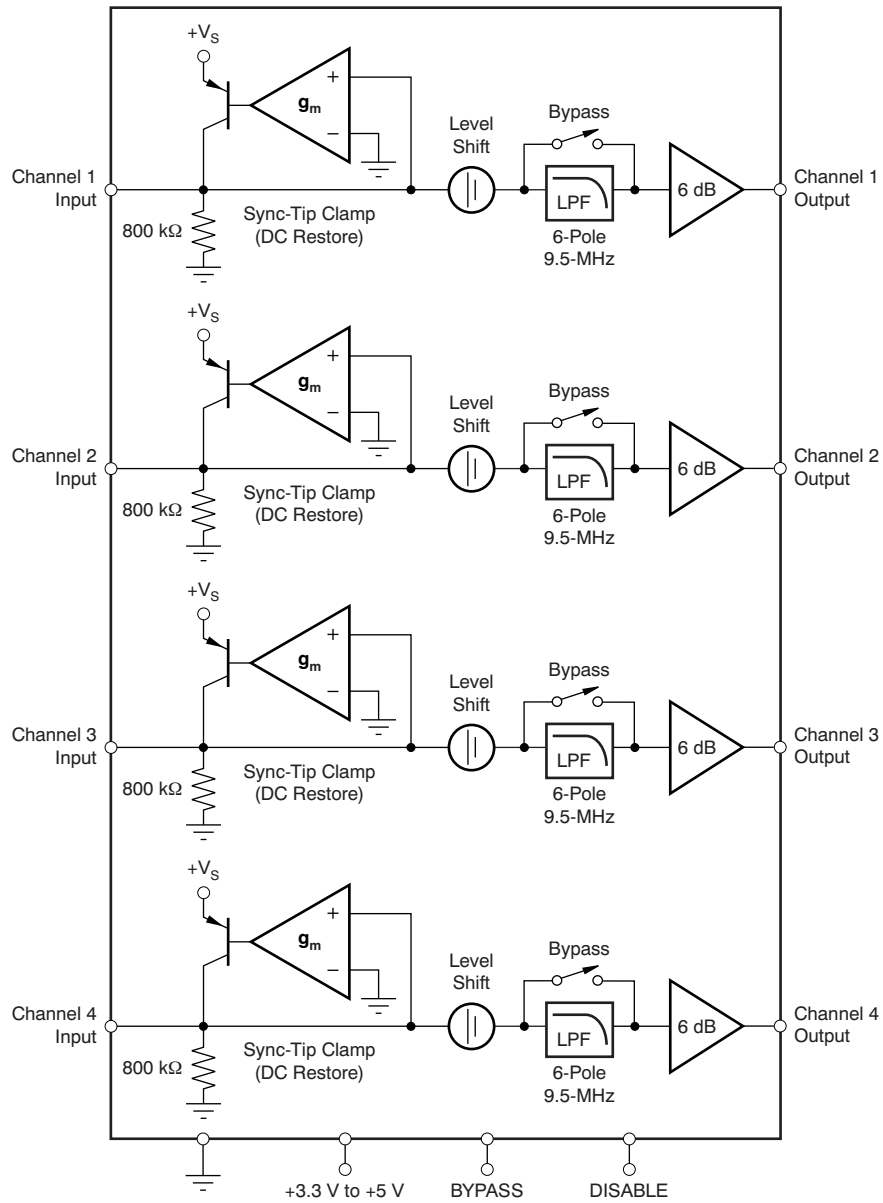 +VS
+
gm
−
Level
Shift
Bypass
Channel 1
Input
LPF
6 dB
Channel 1
Output
800 kΩ
Sync-Tip Clamp
(DC Restore)
6-Pole
9.5-MHz
+VS
+
gm
−
Level
Shift
Bypass
Channel 2
Input
LPF
6 dB
Channel 2
Output
800 kΩ
Sync-Tip Clamp
(DC Restore)
6-Pole
9.5-MHz
+VS
+
gm
−
Level
Shift
Bypass
Channel 3
Input
LPF
6 dB
Channel 3
Output
800 kΩ
Sync-Tip Clamp
(DC Restore)
6-Pole
9.5-MHz
+VS
+
gm
−
Level
Shift
Bypass
Channel 4
Input
LPF
6 dB
Channel 4
Output
800 kΩ
Sync-Tip Clamp
(DC Restore)
6-Pole
9.5-MHz
+3.3 V to +5 V
BYPASS
DISABLE